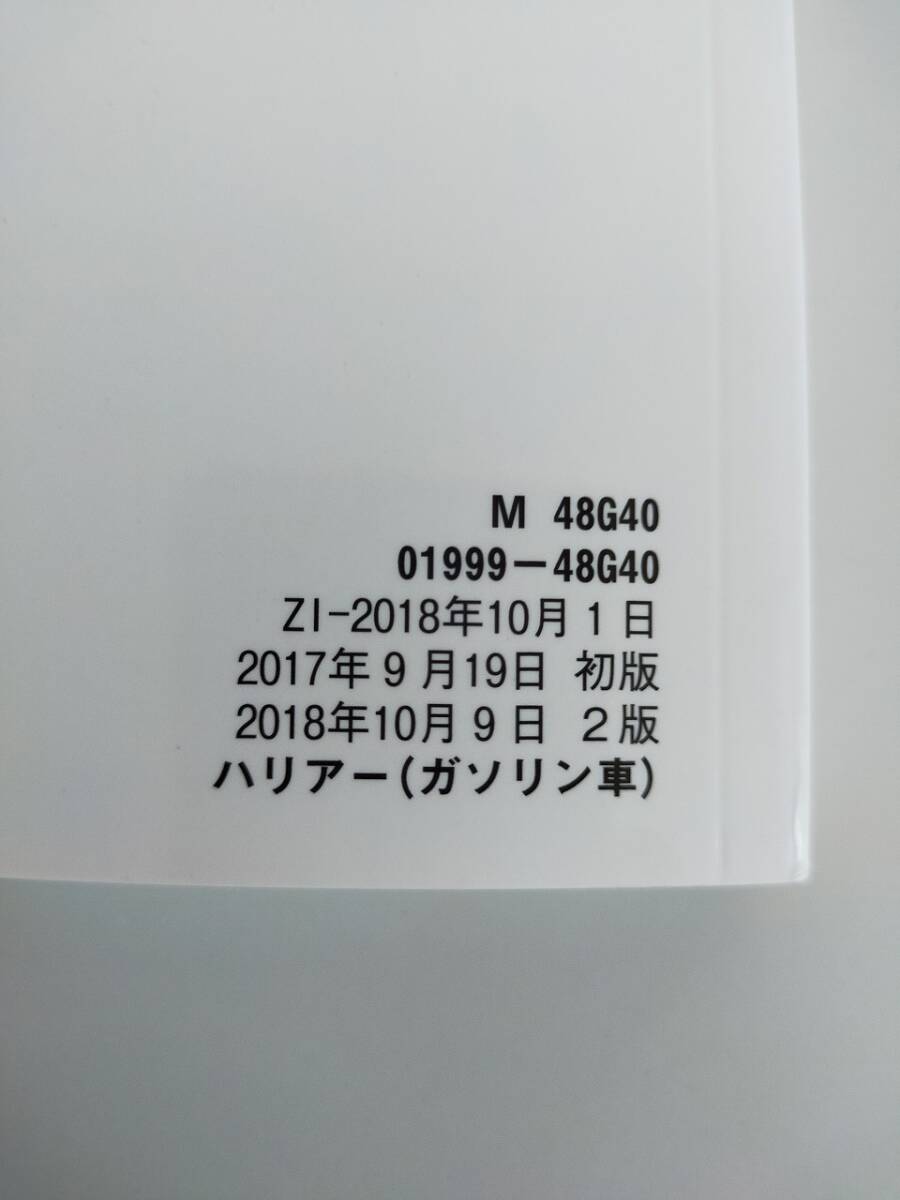 M 48G40
01999-48G40
ZI-2018年10月1日
2017年9月19日 初版
2018年10月9日 2版
ハリアー(ガソリン車)